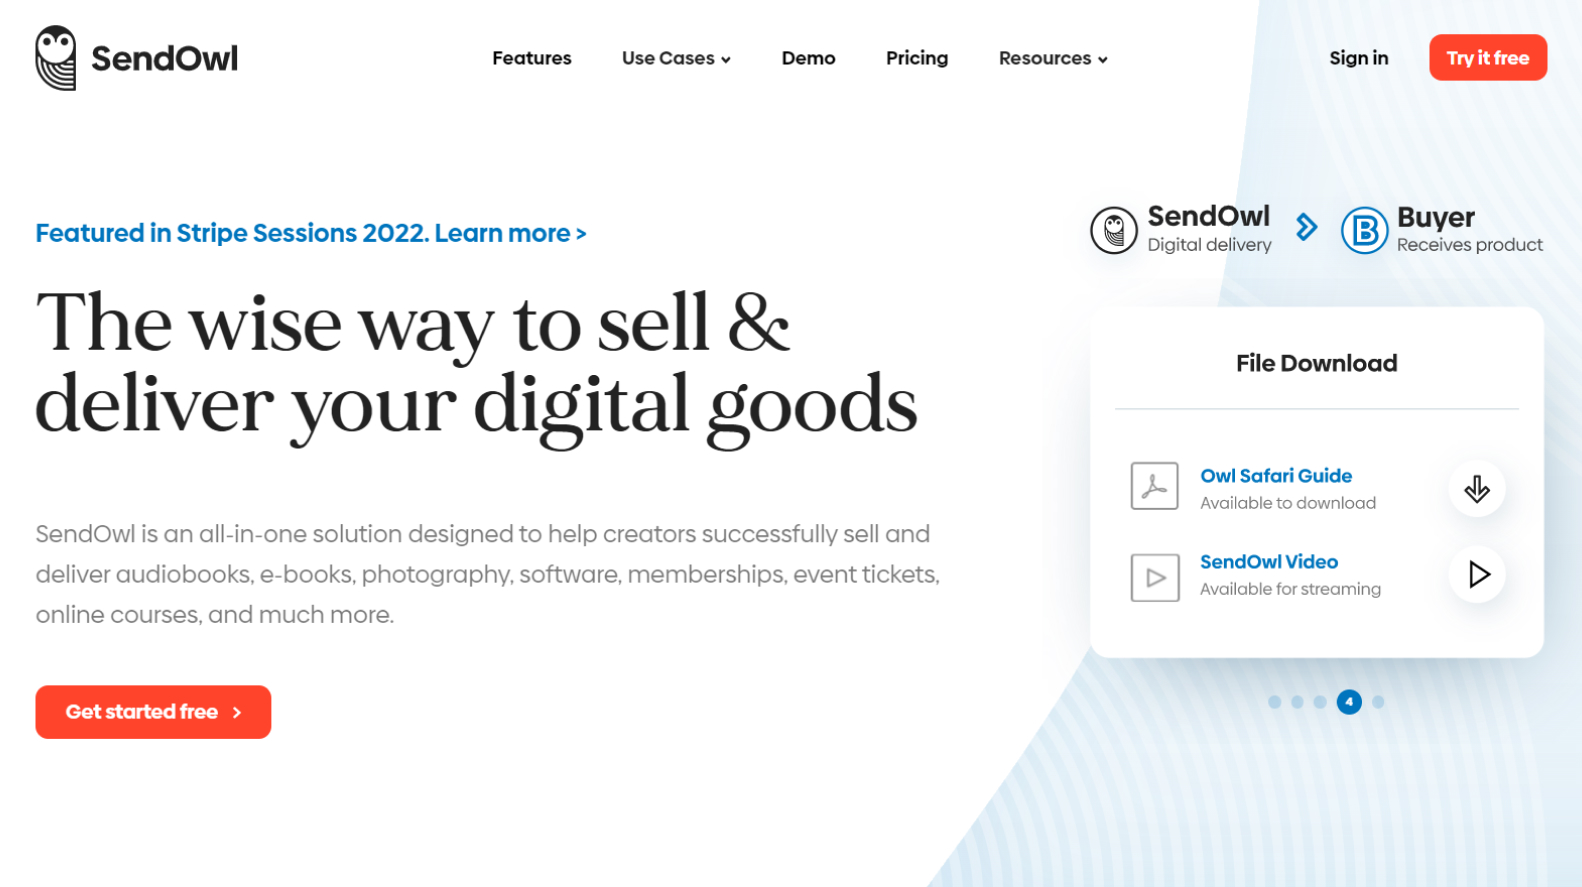 SendOwl
Features
Use Cases
Demo
Pricing
Resources
Sign in
Try it free
Featured in Stripe Sessions 2022. Learn more >
The wise way to sell &
deliver your digital goods
SendOwl is an all-in-one solution designed to help creators successfully sell and
deliver audiobooks, e-books, photography, software, memberships, event tickets,
online courses, and much more.
Get started free
SendOwl
Digital delivery
B
Buyer
Receives product
File Download
Owl Safari Guide
Available to download
SendOwl Video
Available for streaming
4